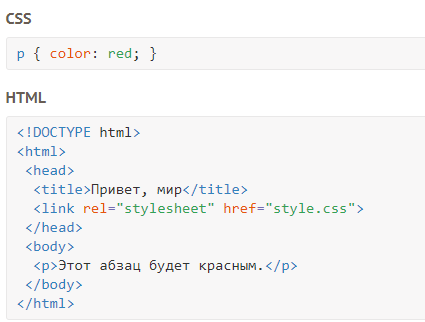 CSS
p { color: red; }
HTML
<!DOCTYPE html>
<html>
 <head>
  <title>Привет, мир</title>
  <link rel="stylesheet" href="style.css">
 </head>
 <body>
  <p>Этот абзац будет красным.</p>
 </body>
</html>